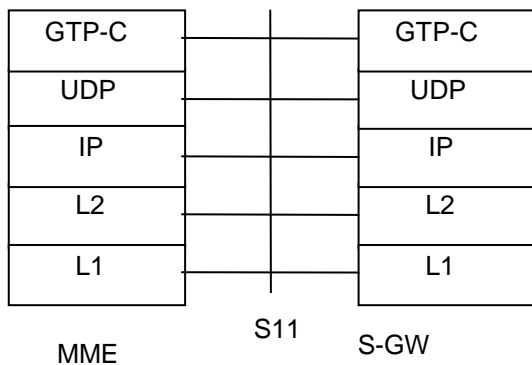 GTP-C GTP-C
UDP UDP
IP IP
L2 L2
L1 L1
S11
MME S-GW